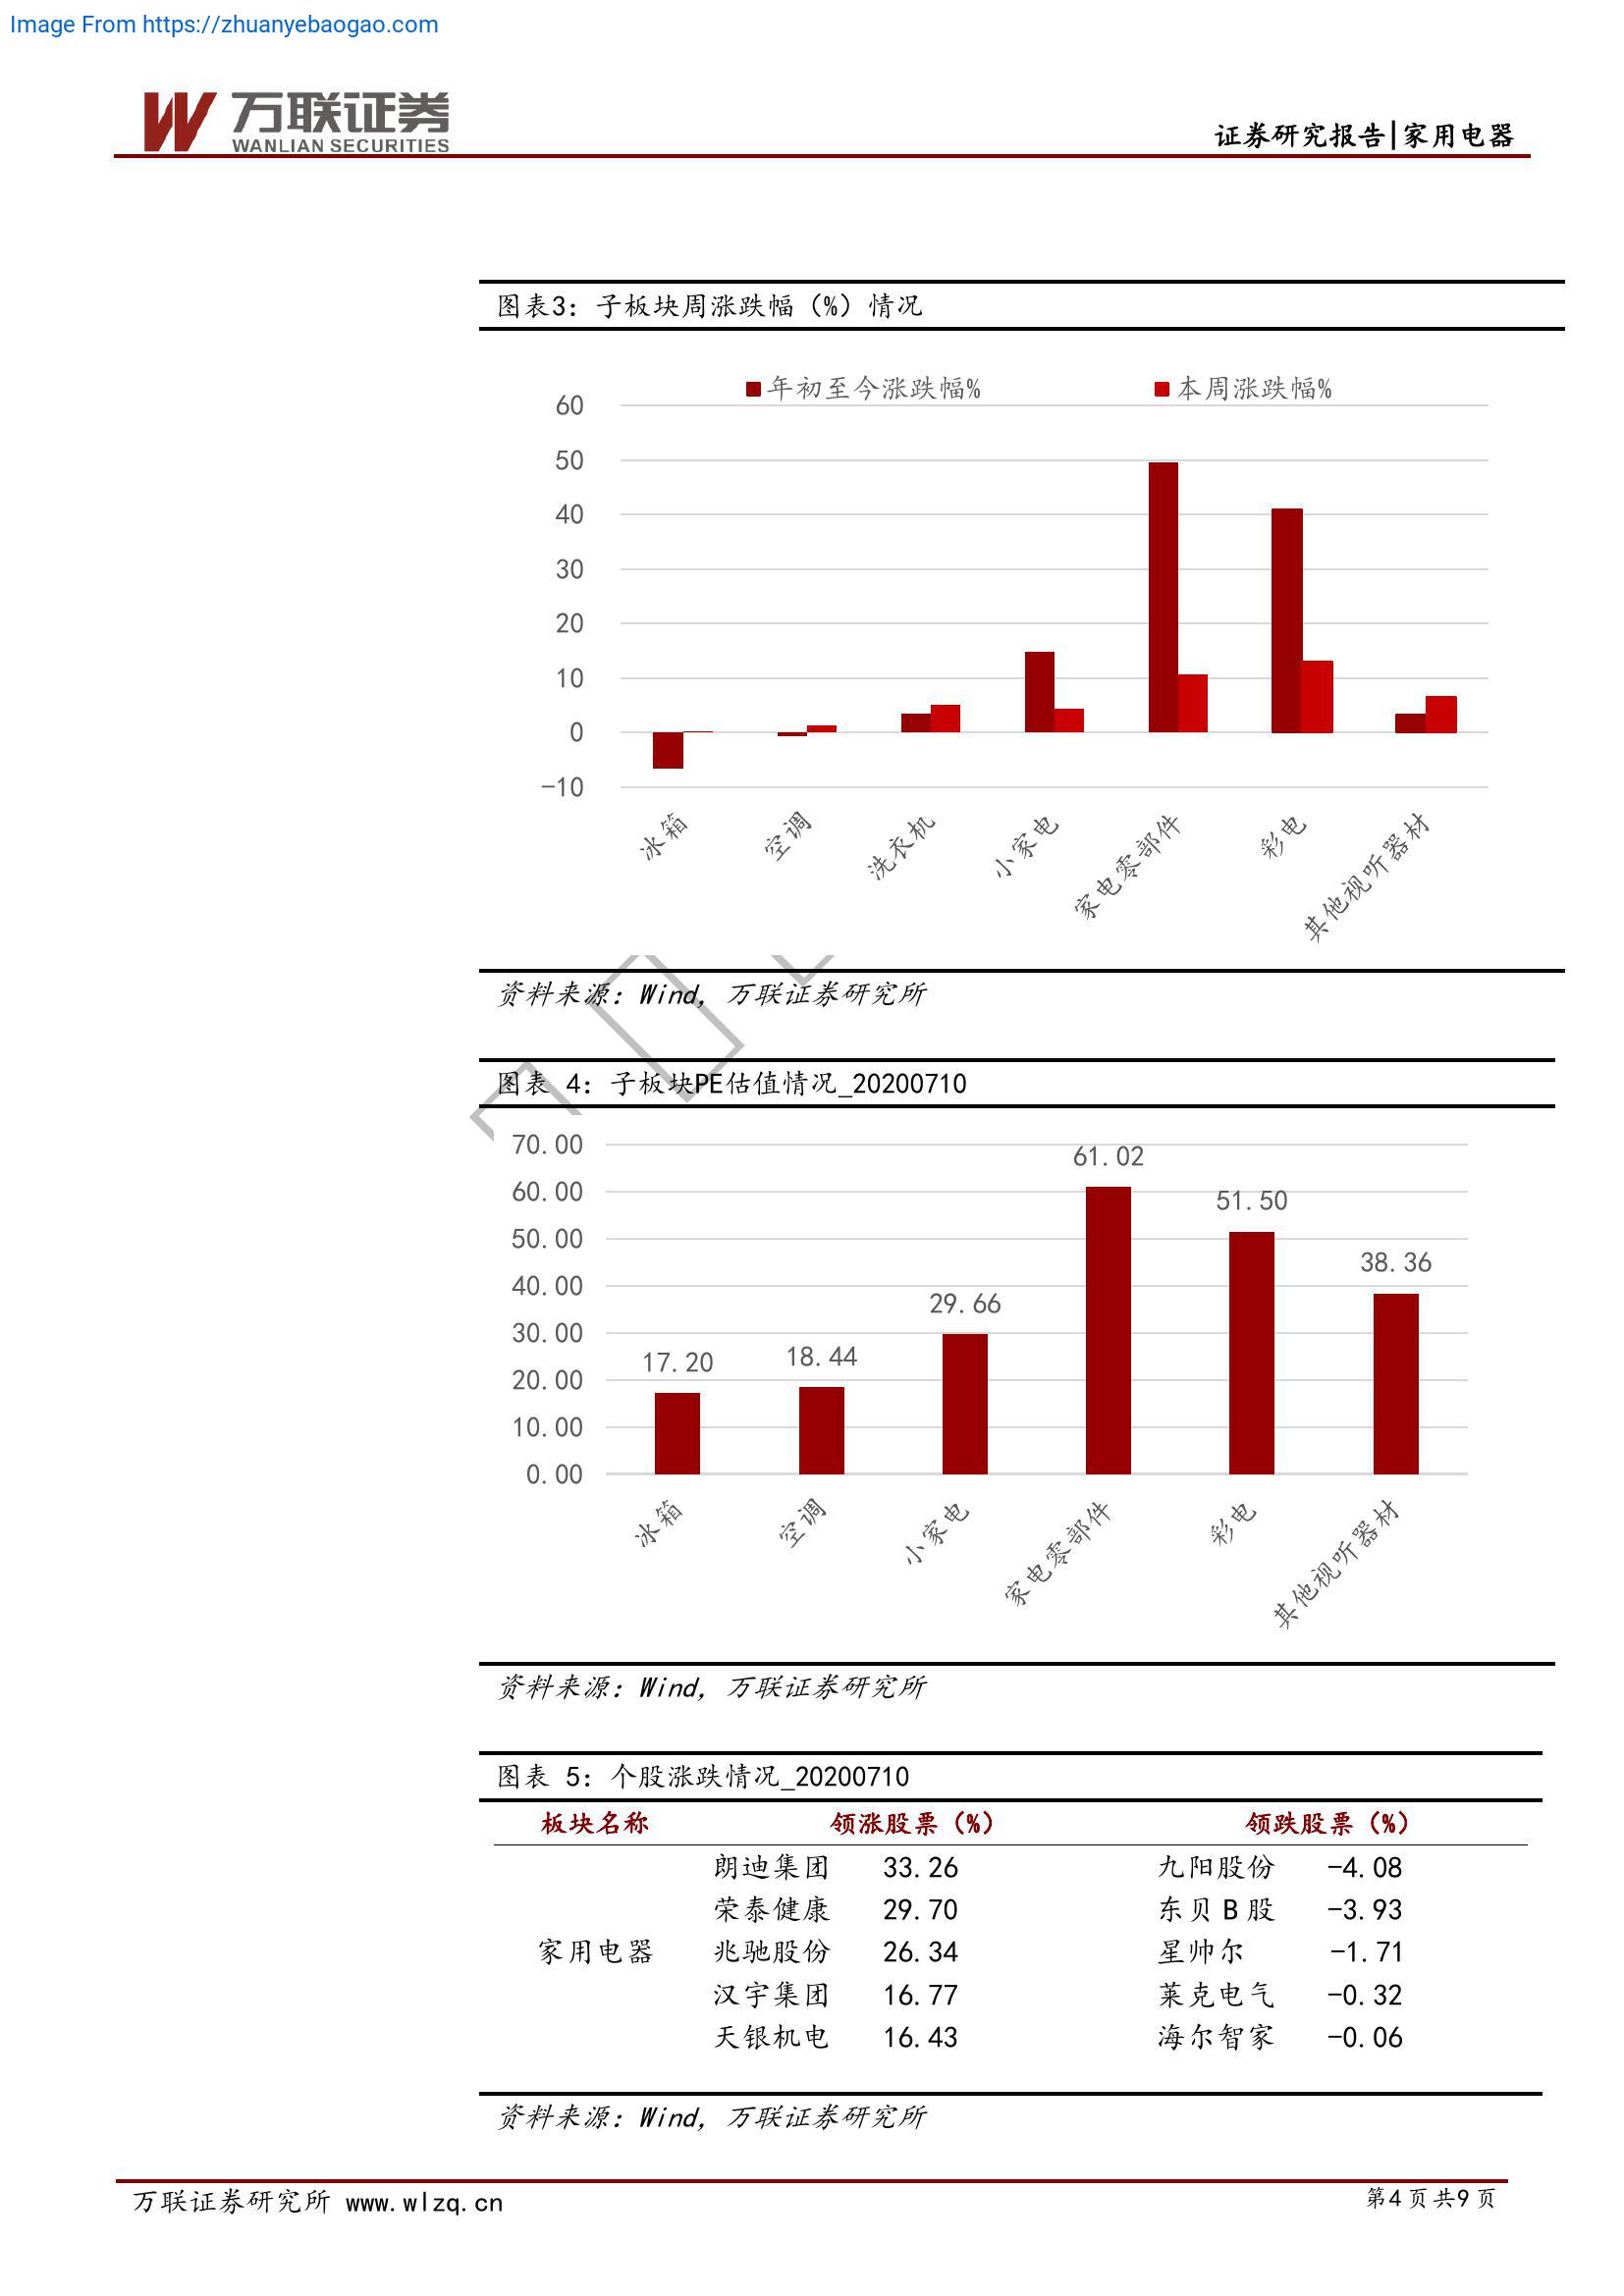 Image From https://zhuanyebaogao.com
万联证券
WANLIAN SECURITIES
证券研究报告|家用电器
图表3：子板块周涨跌幅（%）情况
年初至今涨跌幅% 本周涨跌幅%
60
50
40
30
20
10
0
-10
冰箱 空调 洗衣机 小家电 家电零部件 彩电 其他视听器材
资料来源：Wind，万联证券研究所
图表 4：子板块PE估值情况_20200710
70.00
60.00
50.00
40.00
30.00
20.00
10.00
0.00
17.20 18.44 29.66 61.02 51.50 38.36
冰箱 空调 小家电 家电零部件 彩电 其他视听器材
资料来源：Wind，万联证券研究所
图表 5：个股涨跌情况_20200710
板块名称 领涨股票（%） 领跌股票（%）
朗迪集团 33.26 九阳股份 -4.08
荣泰健康 29.70 东贝 B 股 -3.93
家用电器 兆驰股份 26.34 星帅尔 -1.71
汉宇集团 16.77 莱克电气 -0.32
天银机电 16.43 海尔智家 -0.06
资料来源：Wind，万联证券研究所
万联证券研究所 www.wlzq.cn 第4 页 共9 页